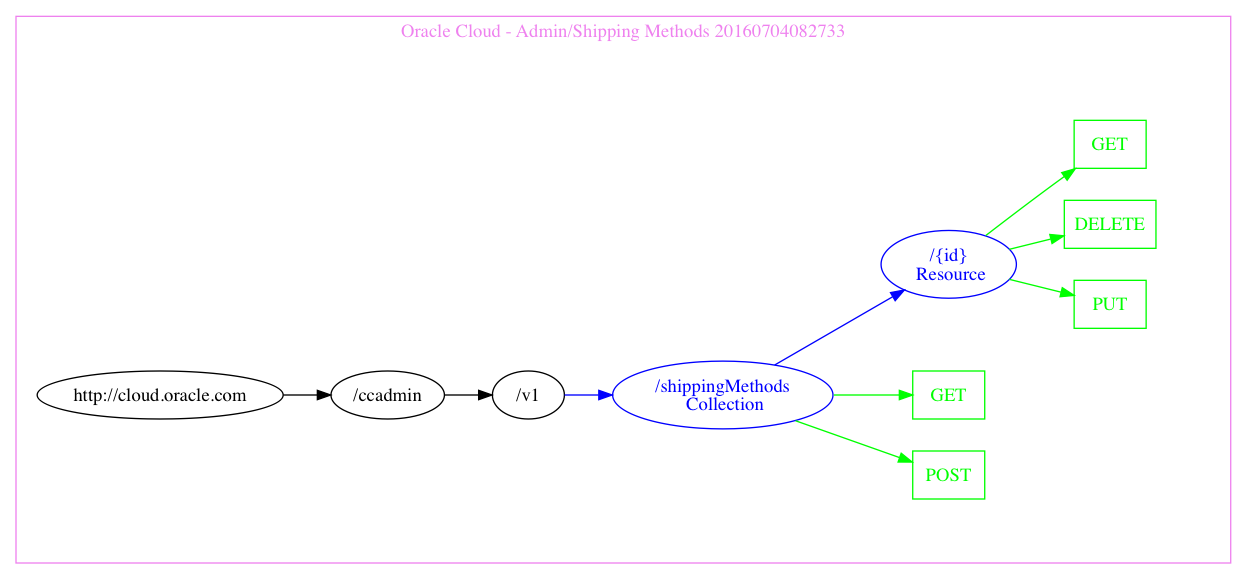 Oracle Cloud - Admin/Shipping Methods 20160704082733
GET
DELETE
/{id}
Resource
PUT
http://cloud.oracle.com
/ccadmin
/v1
/shippingMethods
Collection
GET
POST